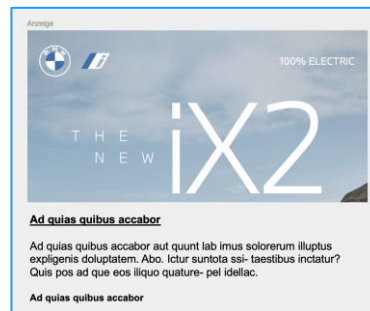 Anzeige
BMW
i
100% ELECTRIC
THE
NEW
iX2
Ad quias quibus accabor
Ad quias quibus accabor aut quunt lab imus solorerum illuptus
expligenis doluptatem. Abo. Ictur suntota ssi- taestibus inctatur?
Quis pos ad que eos iliquo quature- pel idellac.
Ad quias quibus accabor